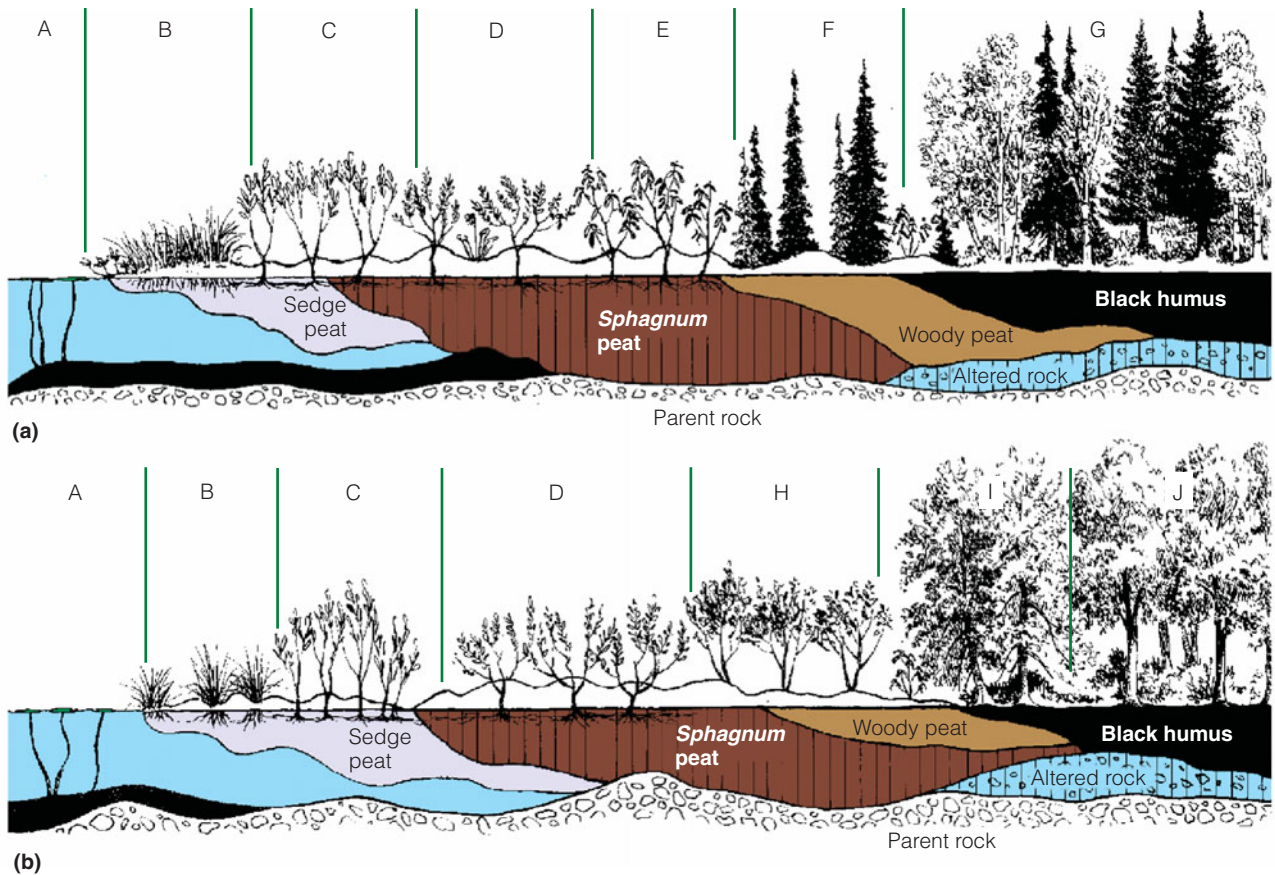 A B C D E F G
Sedge
peat
Sphagnum
peat
Woody peat
Black humus
Altered rock
Parent rock
(a)
A B C D H I J
Sedge
peat
Sphagnum
peat
Woody peat
Black humus
Altered rock
Parent rock
(b)